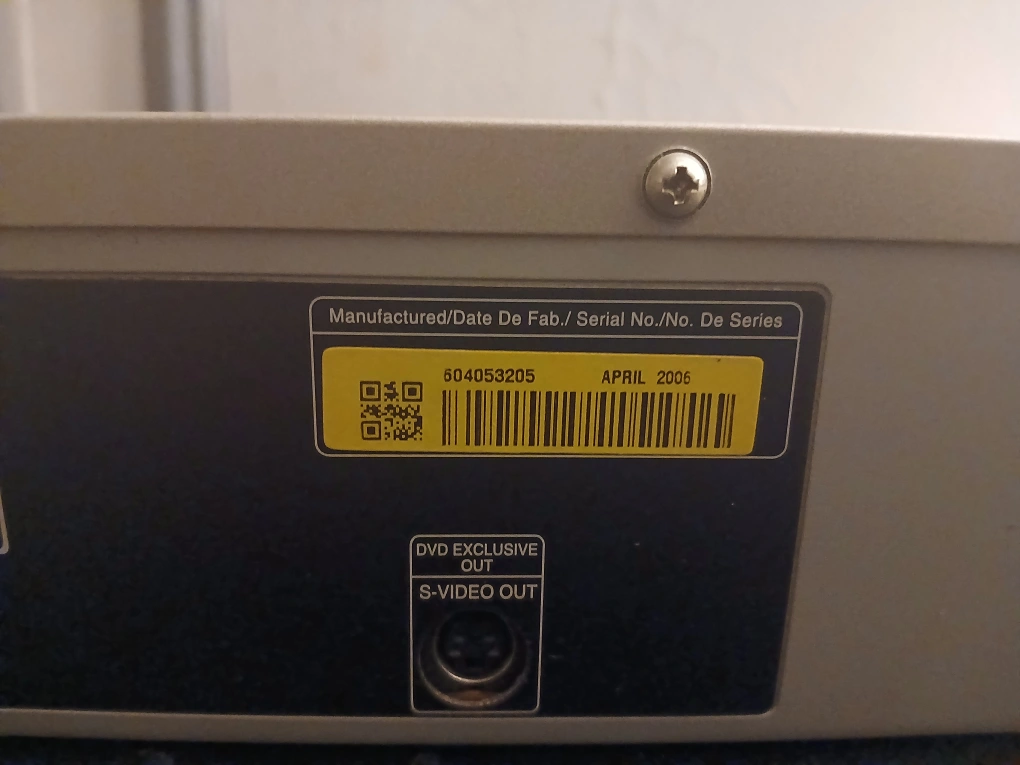 Manufactured/Date De Fab./ Serial No./No. De Series
604053205 APRIL 2006
DVD EXCLUSIVE
OUT
S-VIDEO OUT